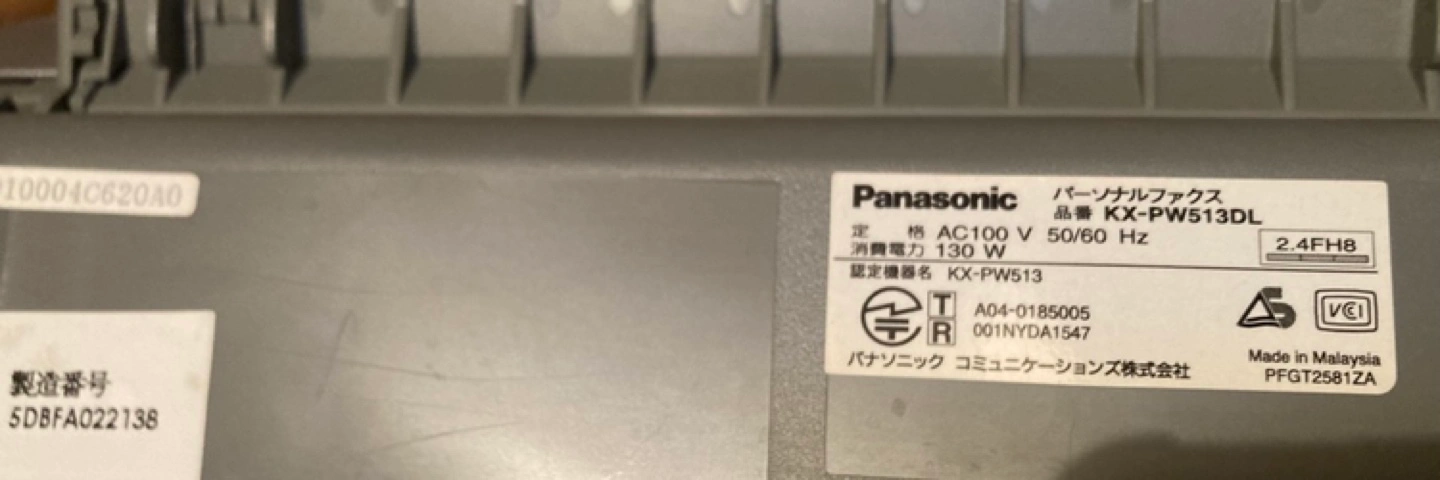 10004C620A0
製造番号
5DBFA022138
Panasonic パーソナルファクス
品番 KX-PW513DL
定 格 AC100 V 50/60 Hz
消費電力 130 W
2.4FH8
認定機器名 KX-PW513
T A04-0185005
R 001NYDA1547
VCI
パナソニック コミュニケーションズ株式会社
Made in Malaysia
PFGT2581ZA